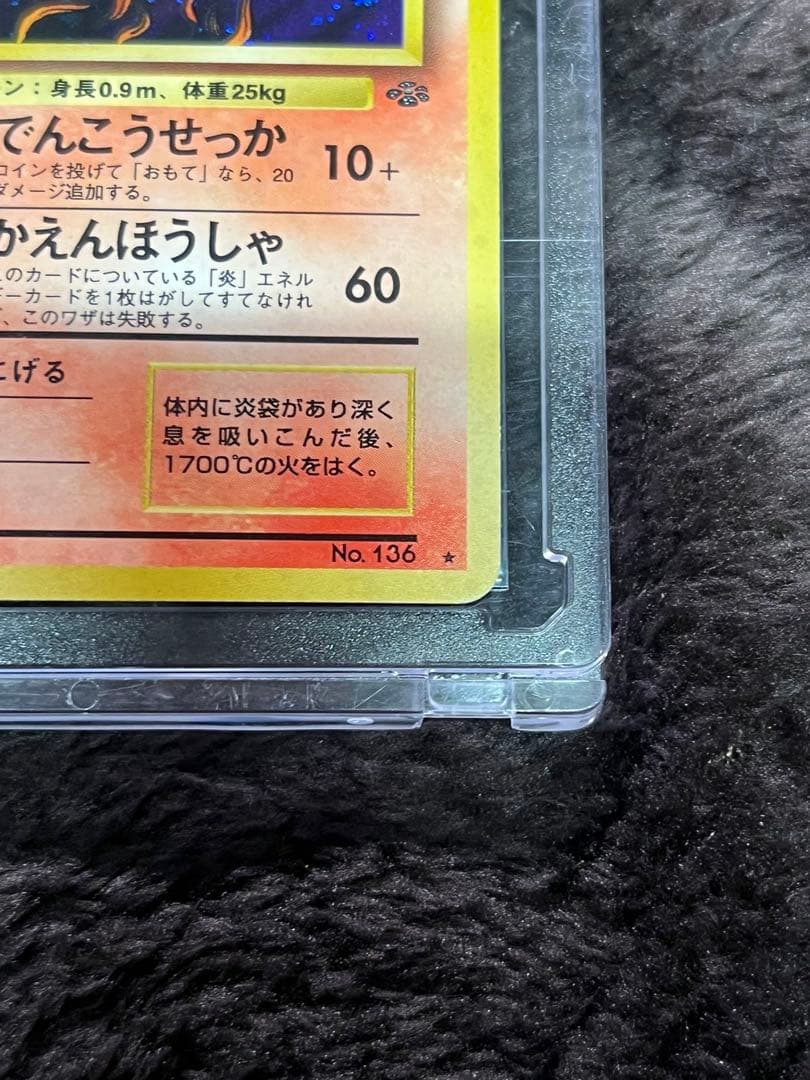 ン：身長0.9m、体重25kg
でんこうせっか 10+
コインを投げて「おもて」なら、20
ダメージ追加する。
かえんほうしゃ 60
このカードについている「炎」エネル
ギーカードを1枚はがしてすてなけれ
ば、このワザは失敗する。
にげる
体内に炎袋があり深く
息を吸いこんだ後、
1700℃の火をはく。
No. 136 ★